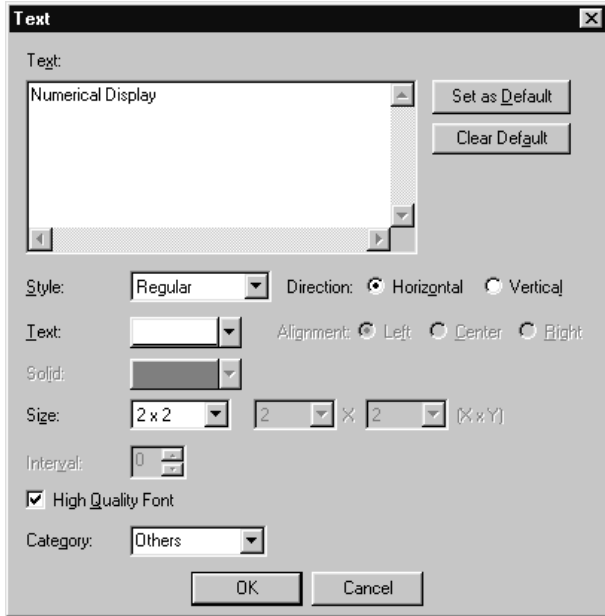 Text
Text:
Numerical Display
Set as Default
Clear Default
Style: Regular Direction: Horizontal Vertical
Text: Alignment: Left Center Right
Solid:
Size: 2 x 2 2 X 2 (X x Y)
Interval: 0
High Quality Font
Category: Others
OK Cancel